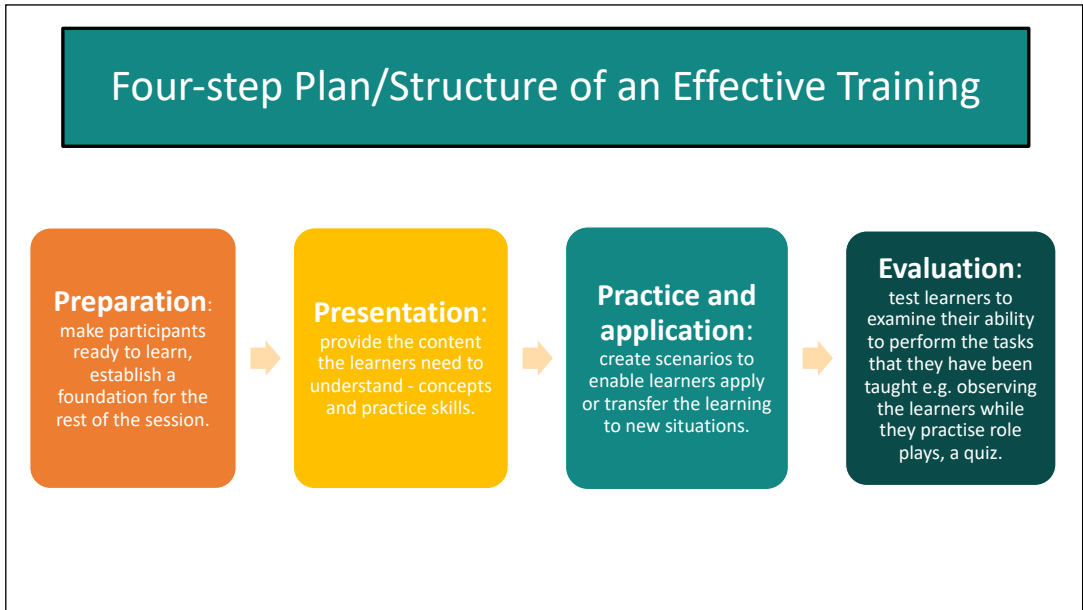 Four-step Plan/Structure of an Effective Training
Preparation:
make participants
ready to learn,
establish a
foundation for the
rest of the session.
Presentation:
provide the content
the learners need to
understand - concepts
and practice skills.
Practice and
application:
create scenarios to
enable learners apply
or transfer the learning
to new situations.
Evaluation:
test learners to
examine their ability
to perform the tasks
that they have been
taught e.g. observing
the learners while
they practise role
plays, a quiz.